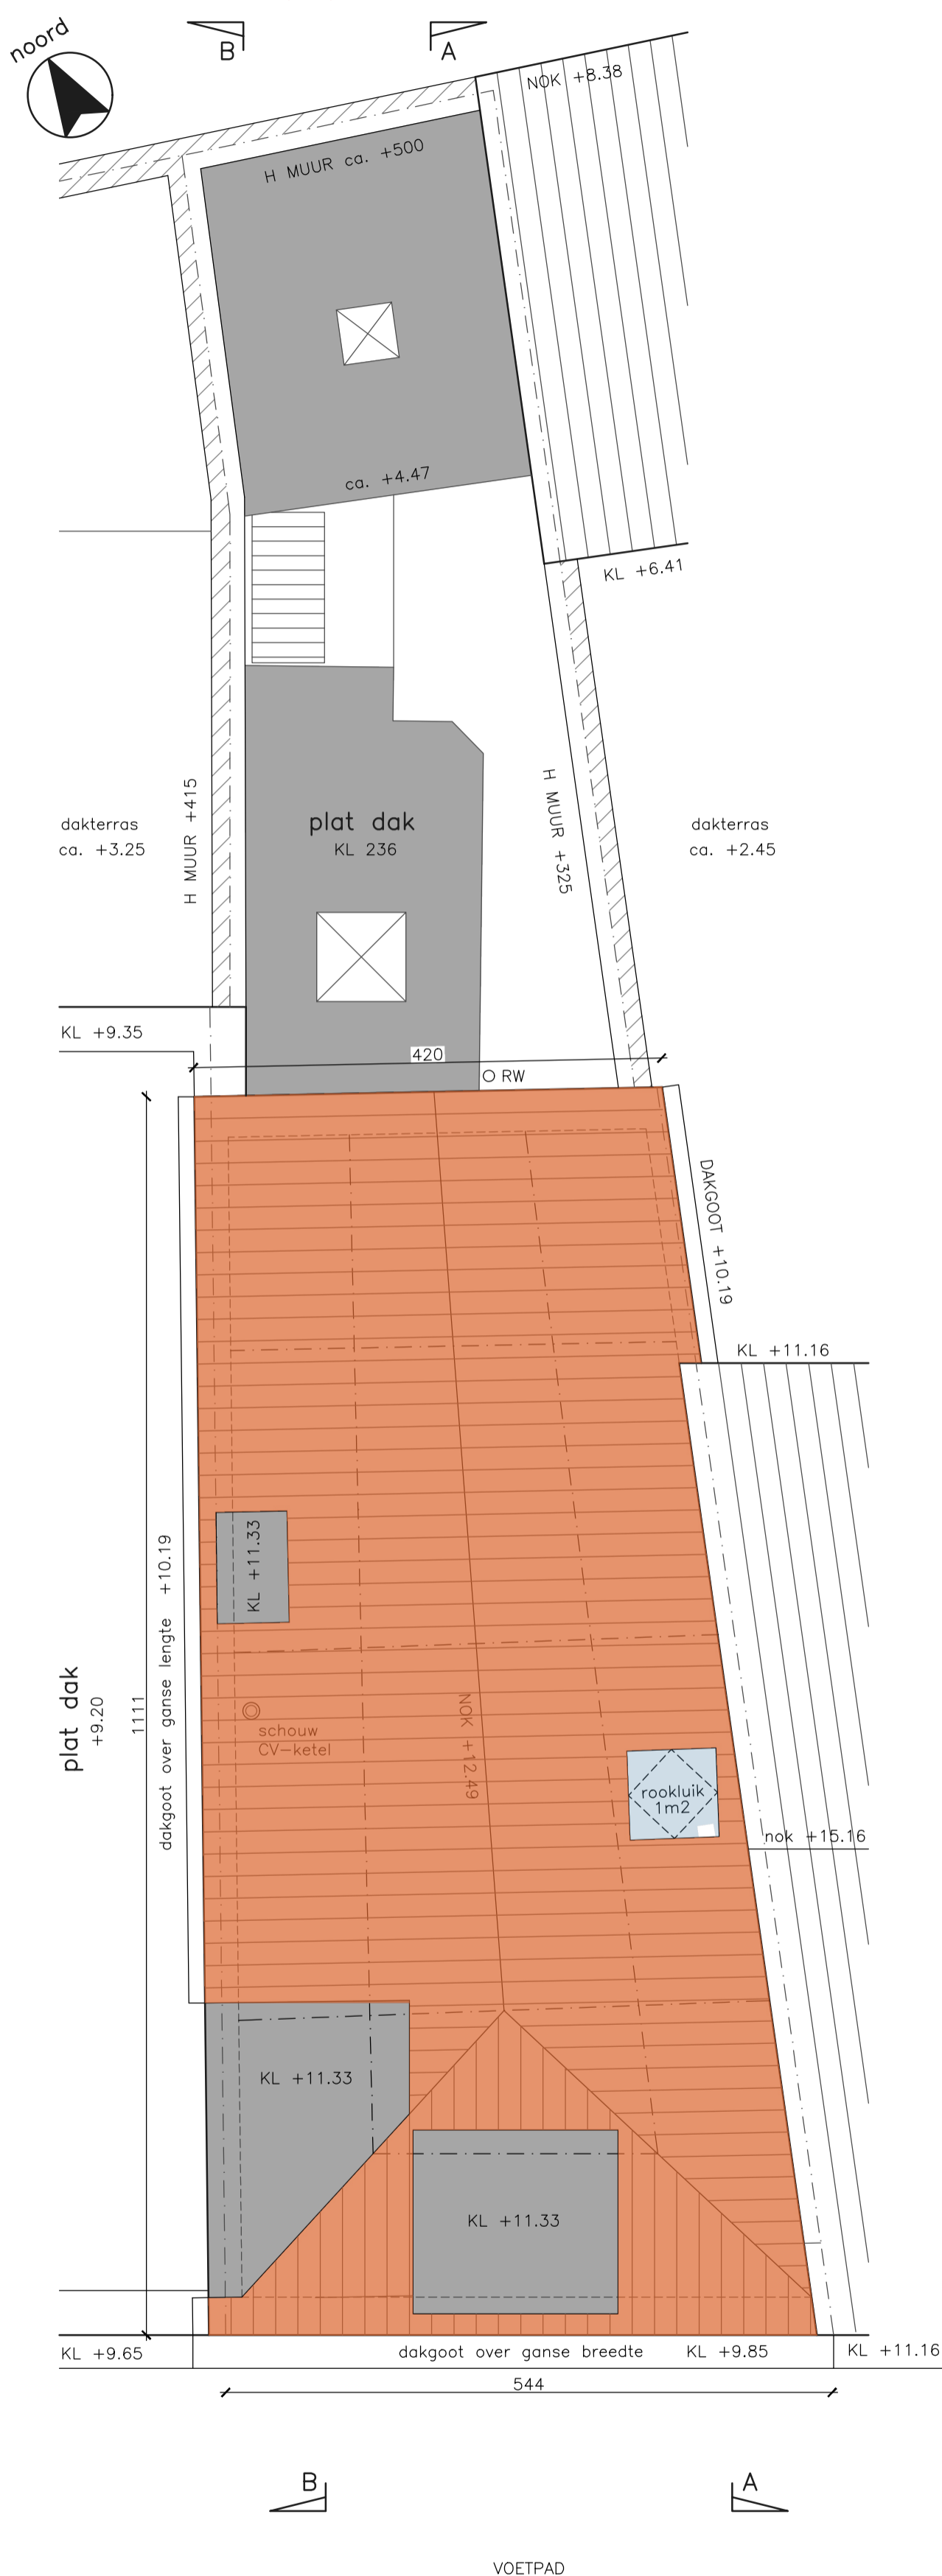 noord
B
A
NOK +8.38
H MUUR ca. +500
ca. +4.47
KL +6.41
H MUUR +415
H MUUR +325
plat dak
KL 236
dakterras
ca. +3.25
dakterras
ca. +2.45
KL +9.35
420
RW
DAKGOOT +10.19
KL +11.16
KL +11.33
dakgoot over ganse lengte +10.19
1111
plat dak
+9.20
schouw
CV-ketel
NOK +12.49
rookluik
1m2
nok +15.16
KL +11.33
KL +11.33
KL +9.65
dakgoot over ganse breedte
KL +9.85
KL +11.16
544
B
A
VOETPAD